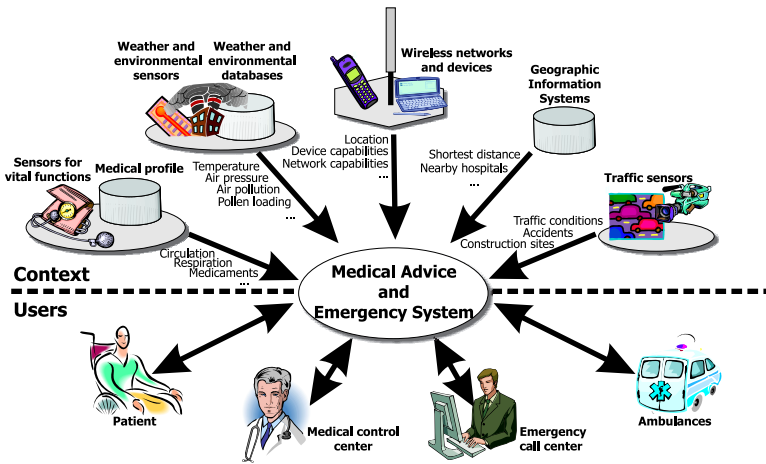 Weather and
environmental
sensors
Weather and
environmental
databases
Wireless networks
and devices
Geographic
Information
Systems
Sensors for
vital functions
Medical profile
Temperature
Air pressure
Air pollution
Pollen loading
...
Location
Device capabilities
Network capabilities
...
Shortest distance
Nearby hospitals
...
Traffic sensors
Traffic conditions
Accidents
Construction sites
Circulation
Respiration
Medicaments
...
Context
Medical Advice
and
Emergency System
Users
Patient
Medical control
center
Emergency
call center
Ambulances